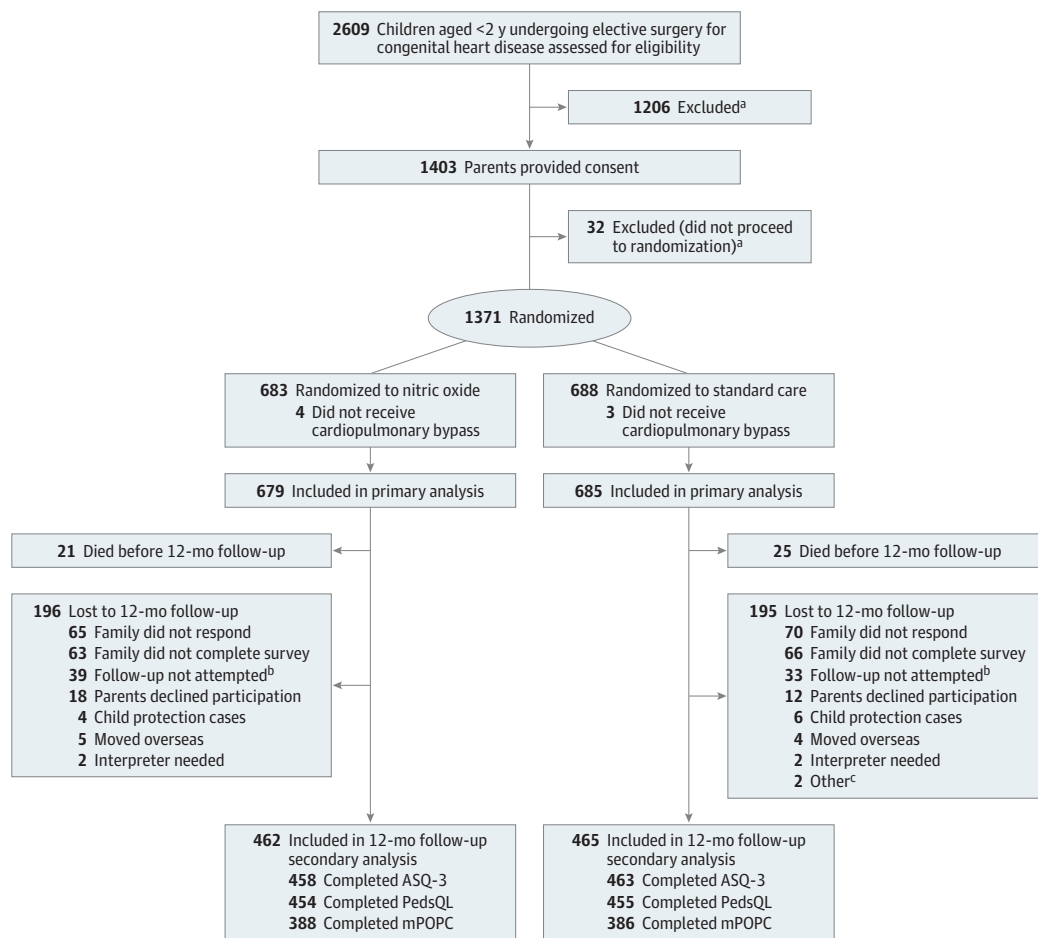 2609 Children aged <2 y undergoing elective surgery for
congenital heart disease assessed for eligibility
1206 Excludedᵃ
1403 Parents provided consent
32 Excluded (did not proceed
to randomization)ᵃ
1371 Randomized
683 Randomized to nitric oxide
4 Did not receive
cardiopulmonary bypass
688 Randomized to standard care
3 Did not receive
cardiopulmonary bypass
679 Included in primary analysis
685 Included in primary analysis
21 Died before 12-mo follow-up
25 Died before 12-mo follow-up
196 Lost to 12-mo follow-up
65 Family did not respond
63 Family did not complete survey
39 Follow-up not attemptedᵇ
18 Parents declined participation
4 Child protection cases
5 Moved overseas
2 Interpreter needed
195 Lost to 12-mo follow-up
70 Family did not respond
66 Family did not complete survey
33 Follow-up not attemptedᵇ
12 Parents declined participation
6 Child protection cases
4 Moved overseas
2 Interpreter needed
2 Otherᶜ
462 Included in 12-mo follow-up
secondary analysis
458 Completed ASQ-3
454 Completed PedsQL
388 Completed mPOPC
465 Included in 12-mo follow-up
secondary analysis
463 Completed ASQ-3
455 Completed PedsQL
386 Completed mPOPC